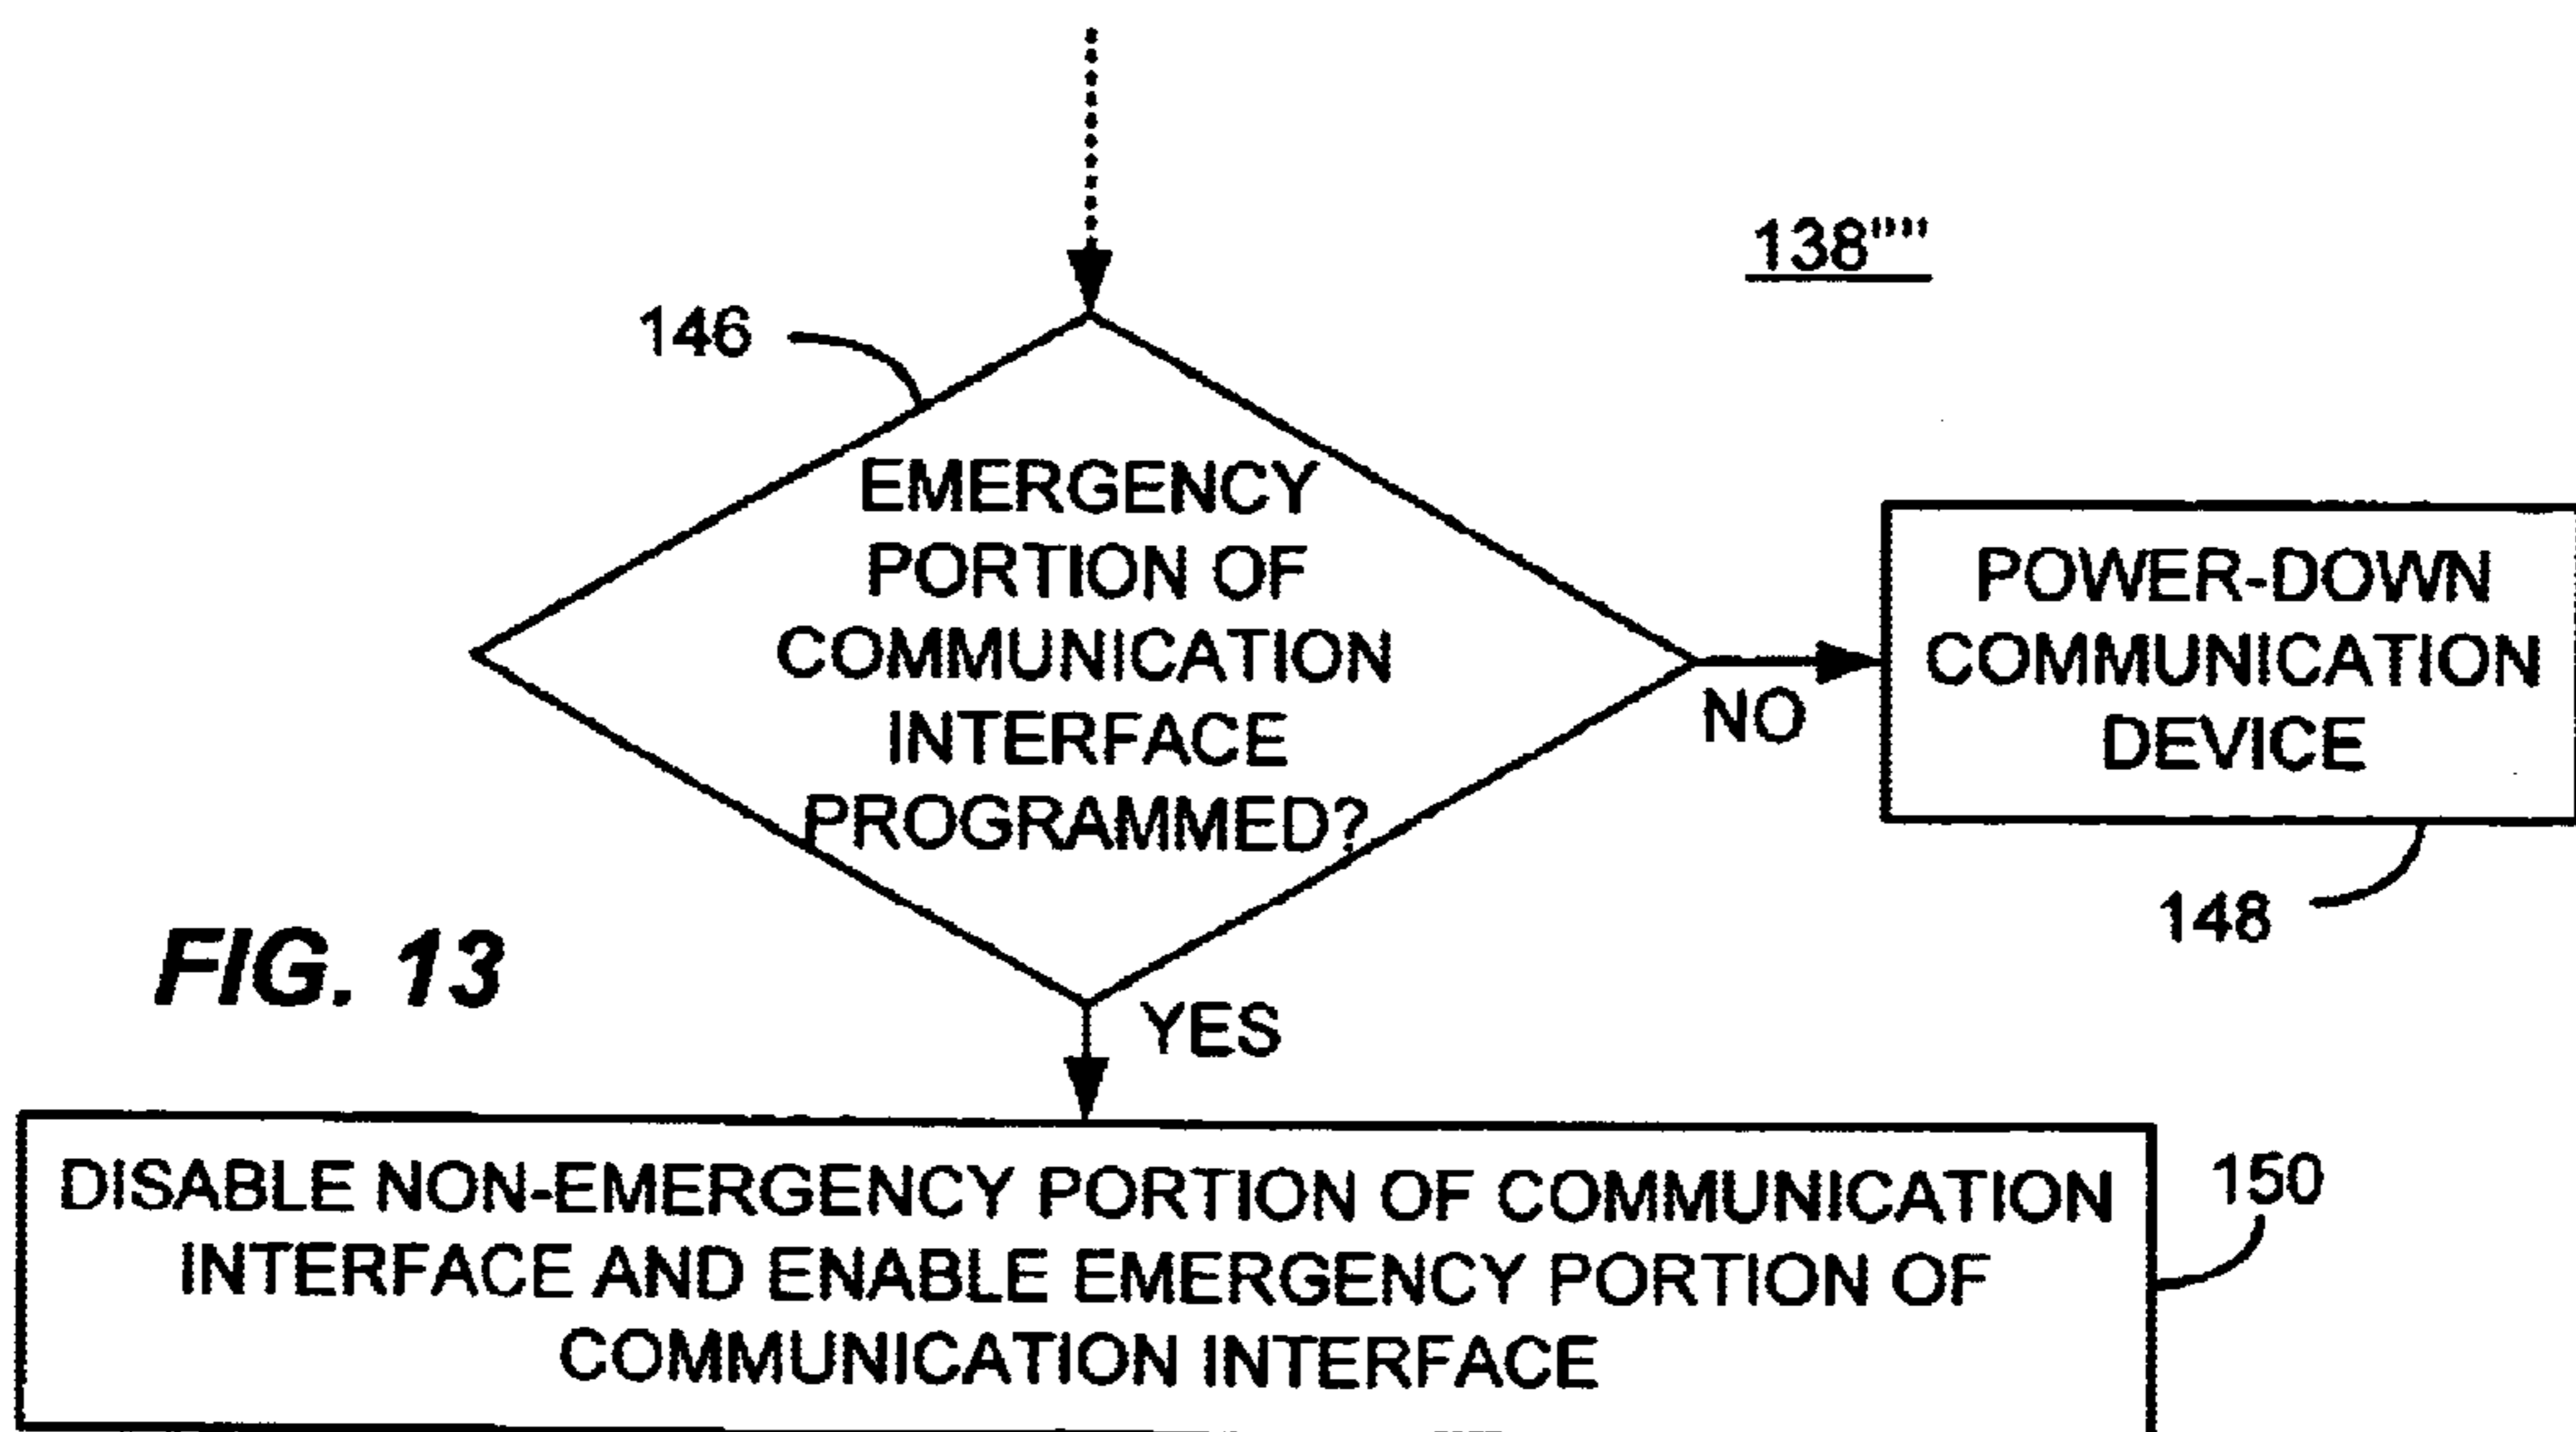 138""
146
EMERGENCY
PORTION OF
COMMUNICATION
INTERFACE
PROGRAMMED?
NO
POWER-DOWN
COMMUNICATION
DEVICE
148
FIG. 13
YES
DISABLE NON-EMERGENCY PORTION OF COMMUNICATION
INTERFACE AND ENABLE EMERGENCY PORTION OF
COMMUNICATION INTERFACE
150